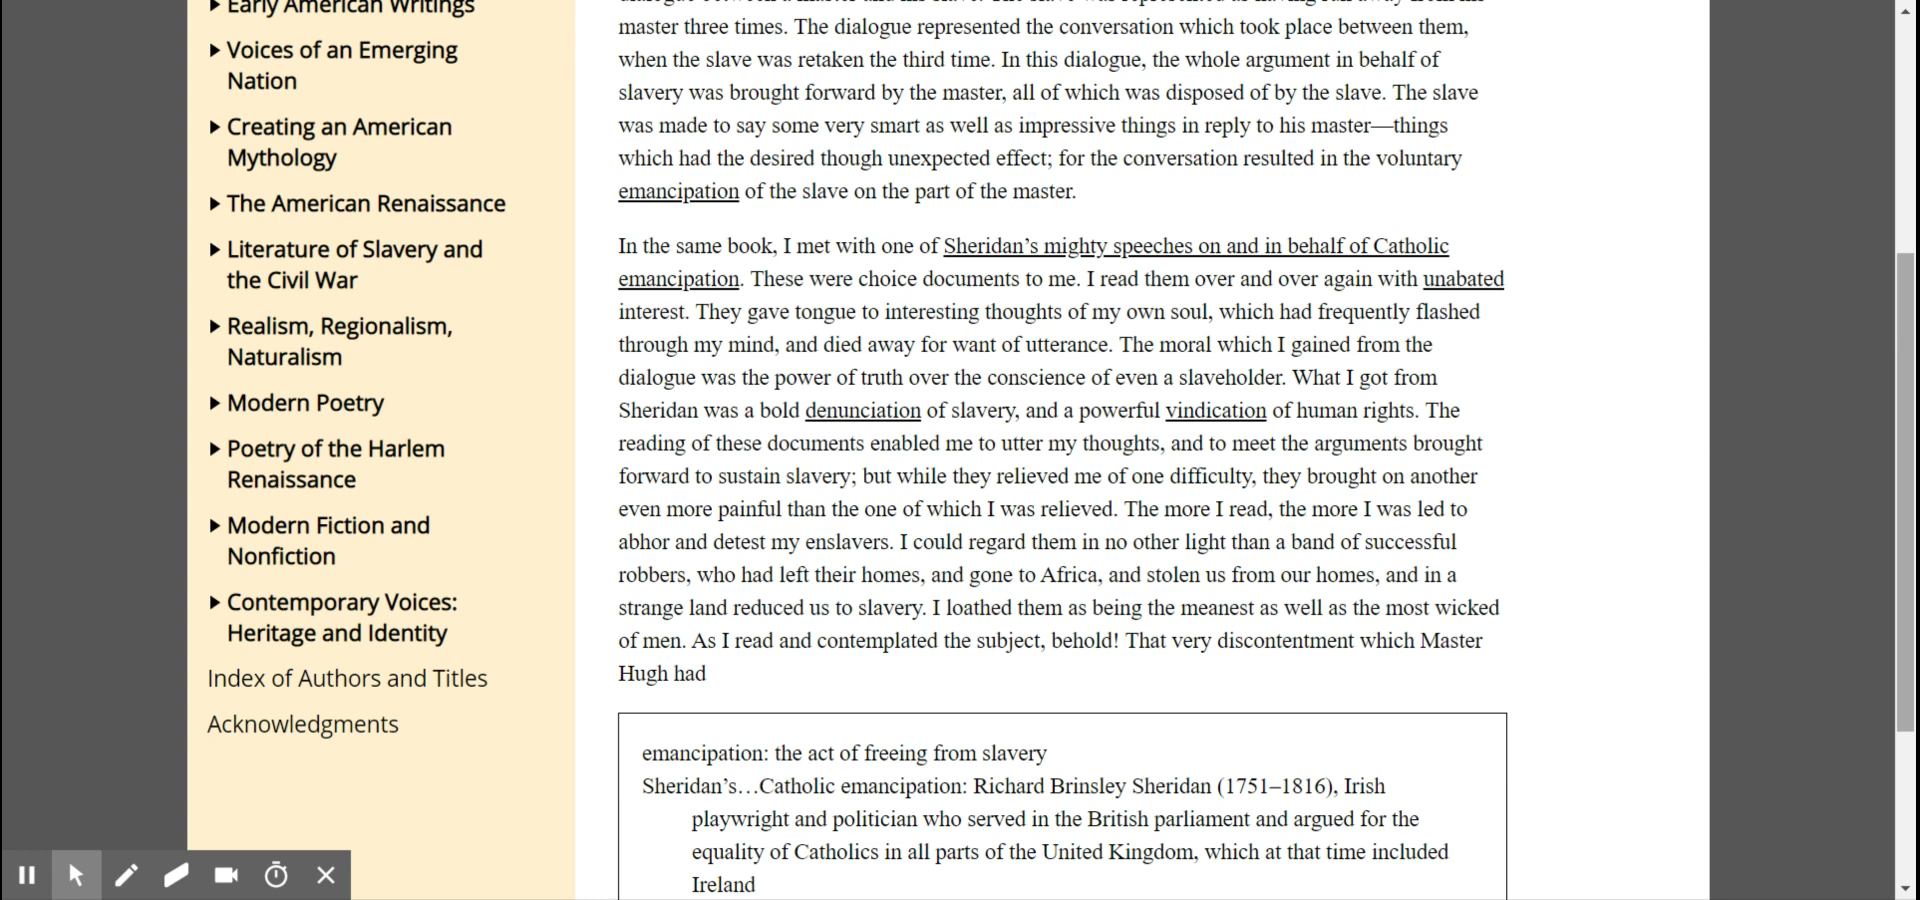 Early American Writings
Voices of an Emerging
Nation
Creating an American
Mythology
The American Renaissance
Literature of Slavery and
the Civil War
Realism, Regionalism,
Naturalism
Modern Poetry
Poetry of the Harlem
Renaissance
Modern Fiction and
Nonfiction
Contemporary Voices:
Heritage and Identity
Index of Authors and Titles
Acknowledgments
master three times. The dialogue represented the conversation which took place between them,
when the slave was retaken the third time. In this dialogue, the whole argument in behalf of
slavery was brought forward by the master, all of which was disposed of by the slave. The slave
was made to say some very smart as well as impressive things in reply to his master—things
which had the desired though unexpected effect; for the conversation resulted in the voluntary
emancipation of the slave on the part of the master.
In the same book, I met with one of Sheridan’s mighty speeches on and in behalf of Catholic
emancipation. These were choice documents to me. I read them over and over again with unabated
interest. They gave tongue to interesting thoughts of my own soul, which had frequently flashed
through my mind, and died away for want of utterance. The moral which I gained from the
dialogue was the power of truth over the conscience of even a slaveholder. What I got from
Sheridan was a bold denunciation of slavery, and a powerful vindication of human rights. The
reading of these documents enabled me to utter my thoughts, and to meet the arguments brought
forward to sustain slavery; but while they relieved me of one difficulty, they brought on another
even more painful than the one of which I was relieved. The more I read, the more I was led to
abhor and detest my enslavers. I could regard them in no other light than a band of successful
robbers, who had left their homes, and gone to Africa, and stolen us from our homes, and in a
strange land reduced us to slavery. I loathed them as being the meanest as well as the most wicked
of men. As I read and contemplated the subject, behold! That very discontentment which Master
Hugh had
emancipation: the act of freeing from slavery
Sheridan’s…Catholic emancipation: Richard Brinsley Sheridan (1751–1816), Irish
playwright and politician who served in the British parliament and argued for the
equality of Catholics in all parts of the United Kingdom, which at that time included
Ireland